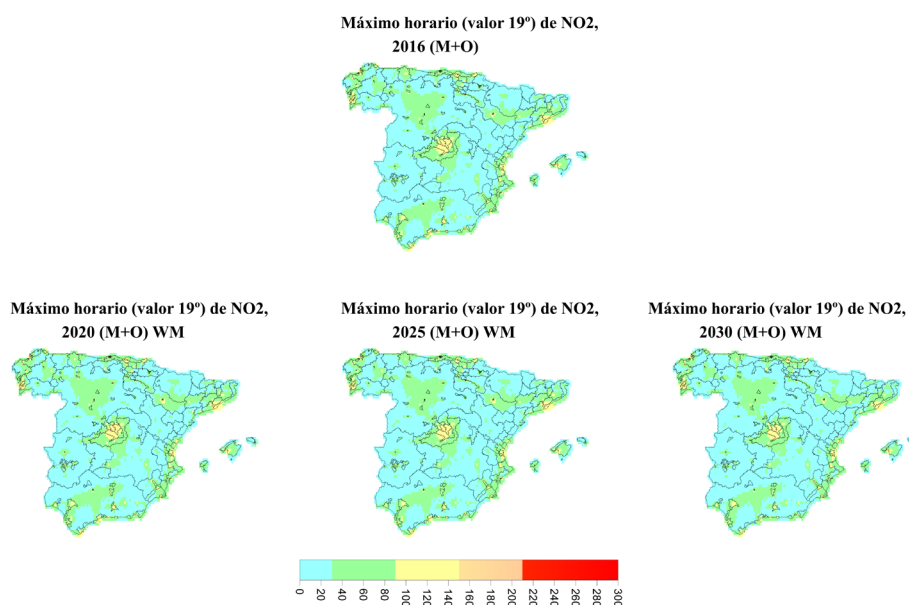 Máximo horario (valor 19º) de NO2,
2016 (M+O)
Máximo horario (valor 19º) de NO2,
2020 (M+O) WM
Máximo horario (valor 19º) de NO2,
2025 (M+O) WM
Máximo horario (valor 19º) de NO2,
2030 (M+O) WM
0 20 40 60 80 100 120 140 160 180 200 220 240 260 280 300